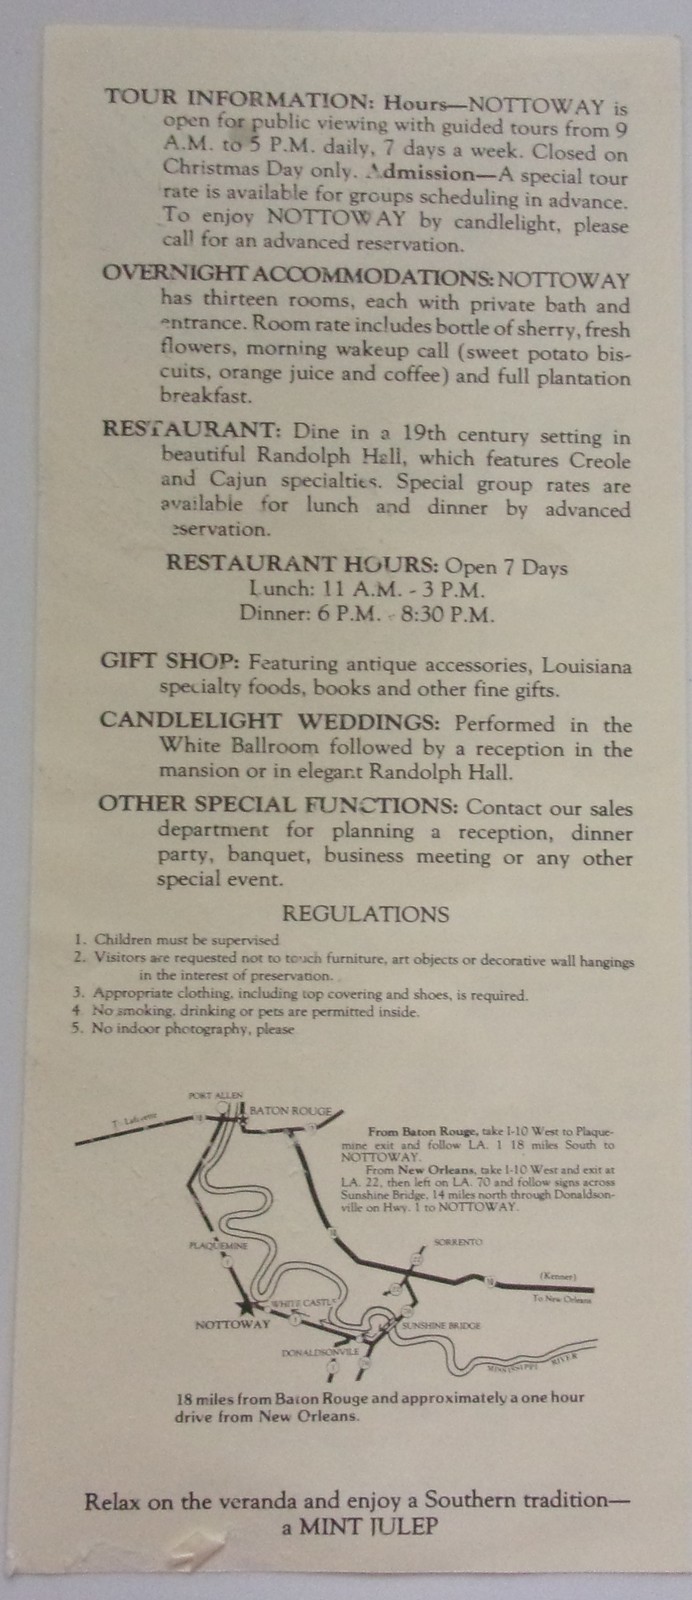 TOUR INFORMATION: Hours—NOTTOWAY is
open for public viewing with guided tours from 9
A.M. to 5 P.M. daily, 7 days a week. Closed on
Christmas Day only. Admission—A special tour
rate is available for groups scheduling in advance.
To enjoy NOTTOWAY by candlelight, please
call for an advanced reservation.
OVERNIGHT ACCOMMODATIONS: NOTTOWAY
has thirteen rooms, each with private bath and
entrance. Room rate includes bottle of sherry, fresh
flowers, morning wakeup call (sweet potato bis-
cuits, orange juice and coffee) and full plantation
breakfast.
RESTAURANT: Dine in a 19th century setting in
beautiful Randolph Hall, which features Creole
and Cajun specialties. Special group rates are
available for lunch and dinner by advanced
eservation.
RESTAURANT HOURS: Open 7 Days
Lunch: 11 A.M. - 3 P.M.
Dinner: 6 P.M. - 8:30 P.M.
GIFT SHOP: Featuring antique accessories, Louisiana
specialty foods, books and other fine gifts.
CANDLELIGHT WEDDINGS: Performed in the
White Ballroom followed by a reception in the
mansion or in elegant Randolph Hall.
OTHER SPECIAL FUNCTIONS: Contact our sales
department for planning a reception, dinner
party, banquet, business meeting or any other
special event.
REGULATIONS
1. Children must be supervised
2. Visitors are requested not to touch furniture, art objects or decorative wall hangings
in the interest of preservation.
3. Appropriate clothing, including top covering and shoes, is required.
4. No smoking, drinking or pets are permitted inside.
5. No indoor photography, please
PORT ALLEN
BATON ROUGE
To Lafayette
From Baton Rouge, take I-10 West to Plaque-
mine exit and follow LA. 1 18 miles South to
NOTTOWAY.
From New Orleans, take I-10 West and exit at
LA. 22, then left on LA. 70 and follow signs across
Sunshine Bridge, 14 miles north through Donaldson-
ville on Hwy. 1 to NOTTOWAY.
PLAQUEMINE
SORRENTO
(Kenner)
To New Orleans
WHITE CASTLE
NOTTOWAY
SUNSHINE BRIDGE
DONALDSONVILE
MISSISSIPPI RIVER
18 miles from Baton Rouge and approximately a one hour
drive from New Orleans.
Relax on the veranda and enjoy a Southern tradition—
a MINT JULEP